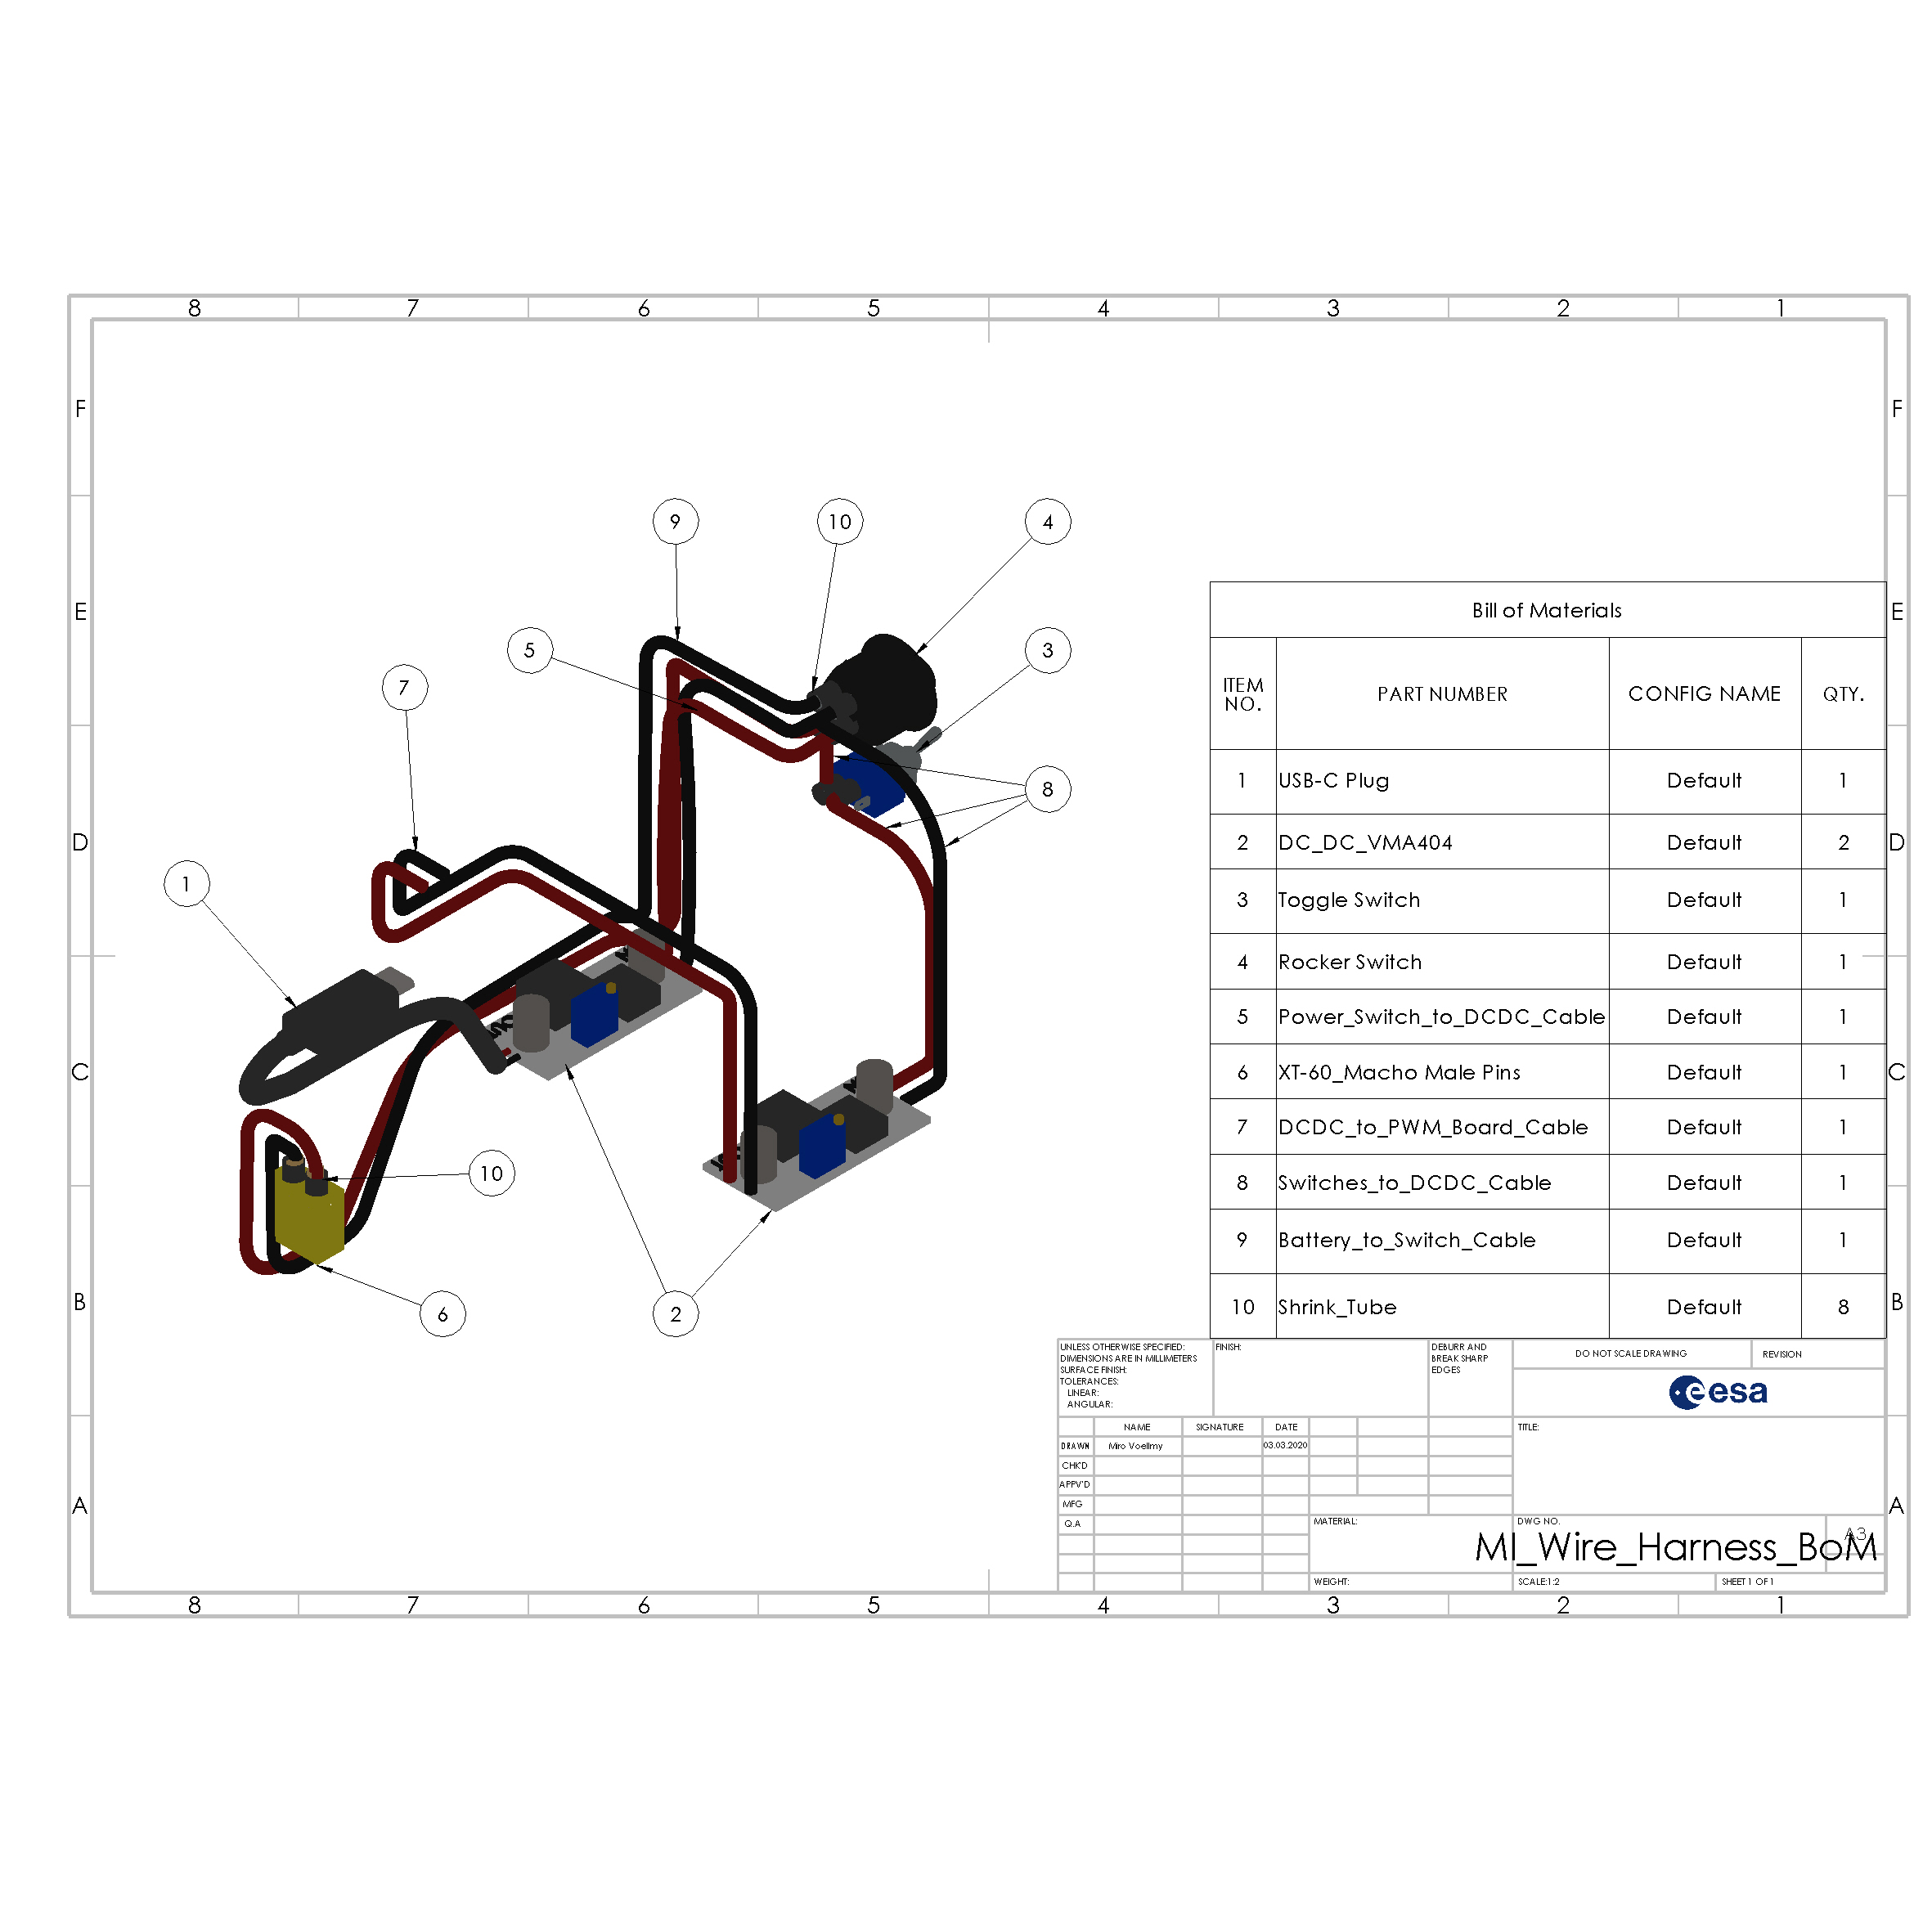 8 7 6 5 4 3 2 1
F F
E E
D D
C C
B B
A A
9 10 4
5 3
7
8
1
10
6 2
Bill of Materials
ITEM NO. PART NUMBER CONFIG NAME QTY.
1 USB-C Plug Default 1
2 DC_DC_VMA404 Default 2
3 Toggle Switch Default 1
4 Rocker Switch Default 1
5 Power_Switch_to_DCDC_Cable Default 1
6 XT-60_Macho Male Pins Default 1
7 DCDC_to_PWM_Board_Cable Default 1
8 Switches_to_DCDC_Cable Default 1
9 Battery_to_Switch_Cable Default 1
10 Shrink_Tube Default 8
UNLESS OTHERWISE SPECIFIED:
DIMENSIONS ARE IN MILLIMETERS
SURFACE FINISH:
TOLERANCES:
LINEAR:
ANGULAR:
FINISH:
DEBURR AND
BREAK SHARP
EDGES
DO NOT SCALE DRAWING
REVISION
esa
NAME SIGNATURE DATE
DRAWN Miro Voellmy 03.03.2020
CHK'D
APPV'D
MFG
Q.A
TITLE:
MATERIAL:
DWG NO.
MI_Wire_Harness_BoM
A3
WEIGHT:
SCALE:1:2
SHEET 1 OF 1
8 7 6 5 4 3 2 1